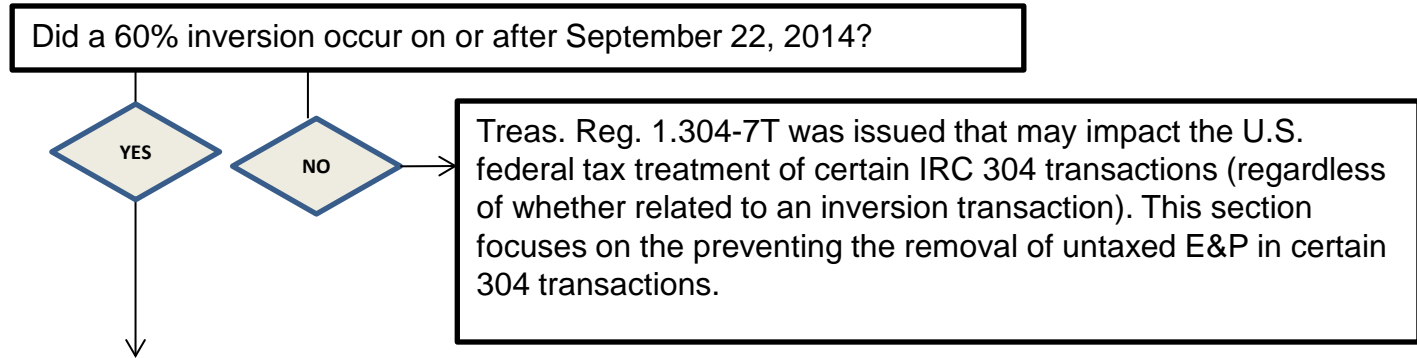 Did a 60% inversion occur on or after September 22, 2014?
YES
NO
Treas. Reg. 1.304-7T was issued that may impact the U.S.
federal tax treatment of certain IRC 304 transactions (regardless
of whether related to an inversion transaction). This section
focuses on the preventing the removal of untaxed E&P in certain
304 transactions.